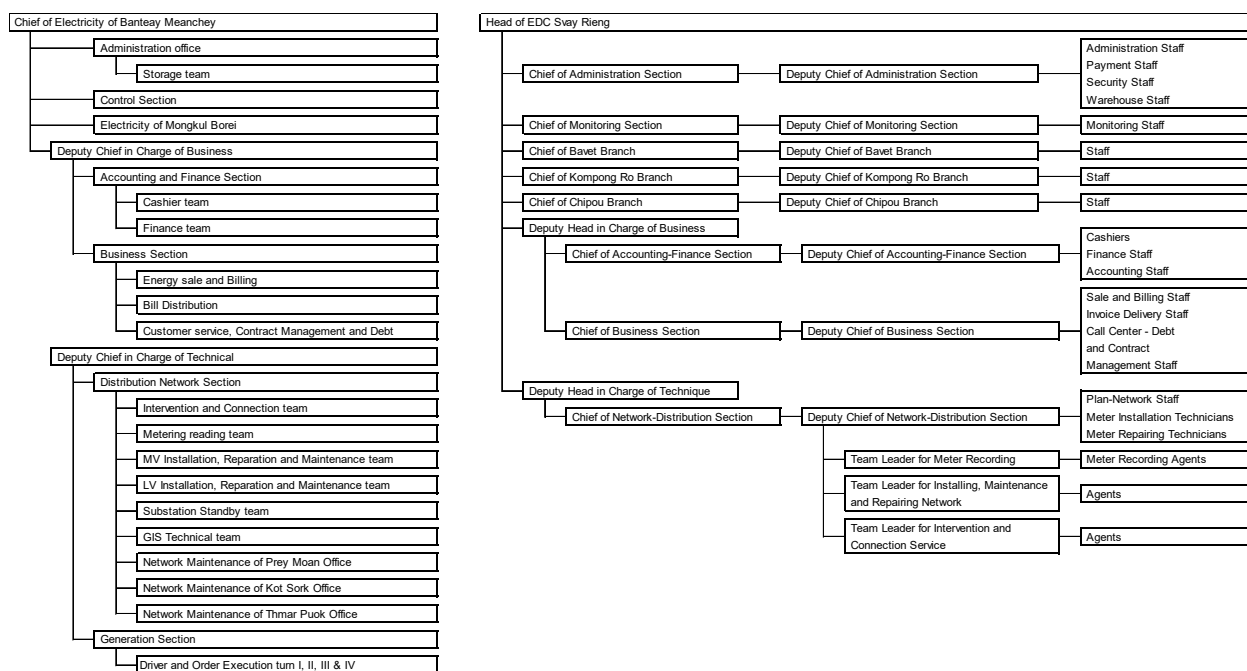 Chief of Electricity of Banteay Meanchey
Administration office
Storage team
Control Section
Electricity of Mongkul Borei
Deputy Chief in Charge of Business
Accounting and Finance Section
Cashier team
Finance team
Business Section
Energy sale and Billing
Bill Distribution
Customer service, Contract Management and Debt
Deputy Chief in Charge of Technical
Distribution Network Section
Intervention and Connection team
Metering reading team
MV Installation, Reparation and Maintenance team
LV Installation, Reparation and Maintenance team
Substation Standby team
GIS Technical team
Network Maintenance of Prey Moan Office
Network Maintenance of Kot Sork Office
Network Maintenance of Thmar Puok Office
Generation Section
Driver and Order Execution turn I, II, III & IV
Head of EDC Svay Rieng
Chief of Administration Section
Deputy Chief of Administration Section
Administration Staff
Payment Staff
Security Staff
Warehouse Staff
Chief of Monitoring Section
Deputy Chief of Monitoring Section
Monitoring Staff
Chief of Bavet Branch
Deputy Chief of Bavet Branch
Staff
Chief of Kompong Ro Branch
Deputy Chief of Kompong Ro Branch
Staff
Chief of Chipou Branch
Deputy Chief of Chipou Branch
Staff
Deputy Head in Charge of Business
Chief of Accounting-Finance Section
Deputy Chief of Accounting-Finance Section
Cashiers
Finance Staff
Accounting Staff
Chief of Business Section
Deputy Chief of Business Section
Sale and Billing Staff
Invoice Delivery Staff
Call Center - Debt
and Contract
Management Staff
Deputy Head in Charge of Technique
Chief of Network-Distribution Section
Deputy Chief of Network-Distribution Section
Plan-Network Staff
Meter Installation Technicians
Meter Repairing Technicians
Team Leader for Meter Recording
Meter Recording Agents
Team Leader for Installing, Maintenance
and Repairing Network
Agents
Team Leader for Intervention and
Connection Service
Agents